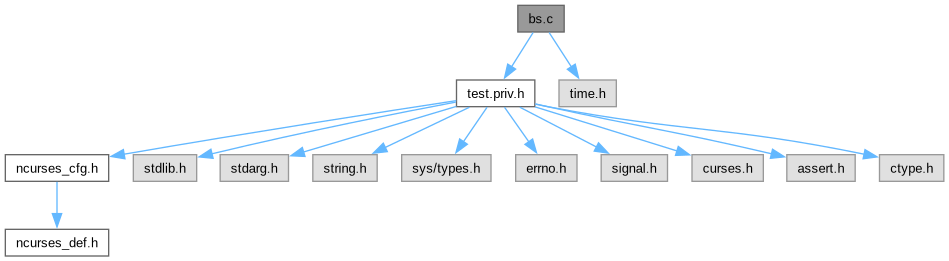 bs.c
test.priv.h
time.h
ncurses_cfg.h
stdlib.h
stdarg.h
string.h
sys/types.h
errno.h
signal.h
curses.h
assert.h
ctype.h
ncurses_def.h